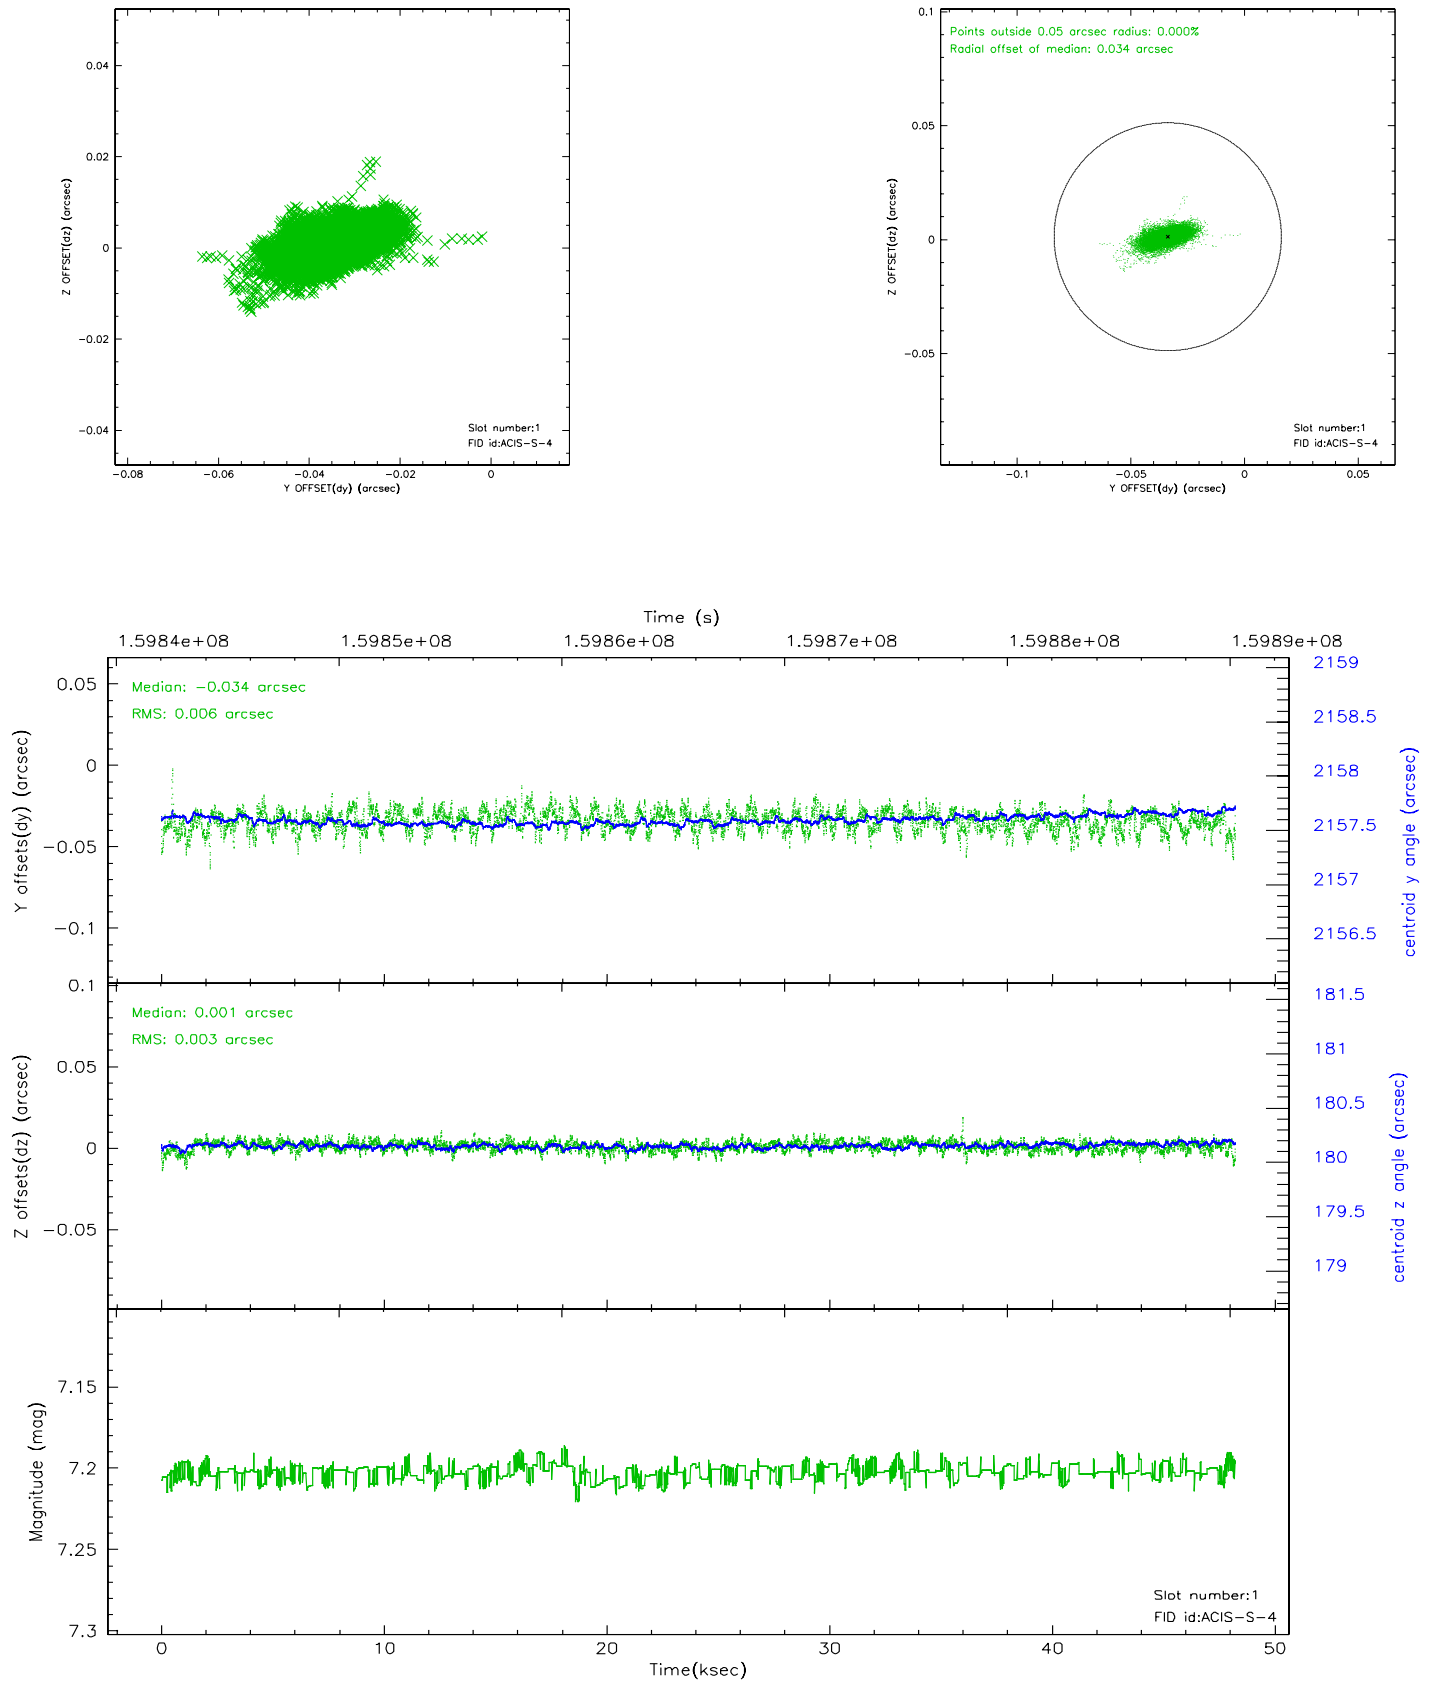 0.04
0.02
0
−0.02
−0.04
Z OFFSET(dz) (arcsec)
Slot number:1
FID id:ACIS−S−4
−0.08 −0.06 −0.04 −0.02 0
Y OFFSET(dy) (arcsec)
Points outside 0.05 arcsec radius: 0.000%
Radial offset of median: 0.034 arcsec
0.1
0.05
0
−0.05
Z OFFSET(dz) (arcsec)
Slot number:1
FID id:ACIS−S−4
−0.1 −0.05 0 0.05
Y OFFSET(dy) (arcsec)
Time (s)
1.5984e+08 1.5985e+08 1.5986e+08 1.5987e+08 1.5988e+08 1.5989e+08
Median: −0.034 arcsec
RMS: 0.006 arcsec
0.05
0
−0.05
−0.1
Y offsets(dy) (arcsec)
2159
2158.5
2158
2157.5
2157
2156.5
centroid y angle (arcsec)
Median: 0.001 arcsec
RMS: 0.003 arcsec
0.1
0.05
0
−0.05
Z offsets(dz) (arcsec)
181.5
181
180.5
180
179.5
179
centroid z angle (arcsec)
7.15
7.2
7.25
7.3
Magnitude (mag)
Slot number:1
FID id:ACIS−S−4
0 10 20 30 40 50
Time(ksec)